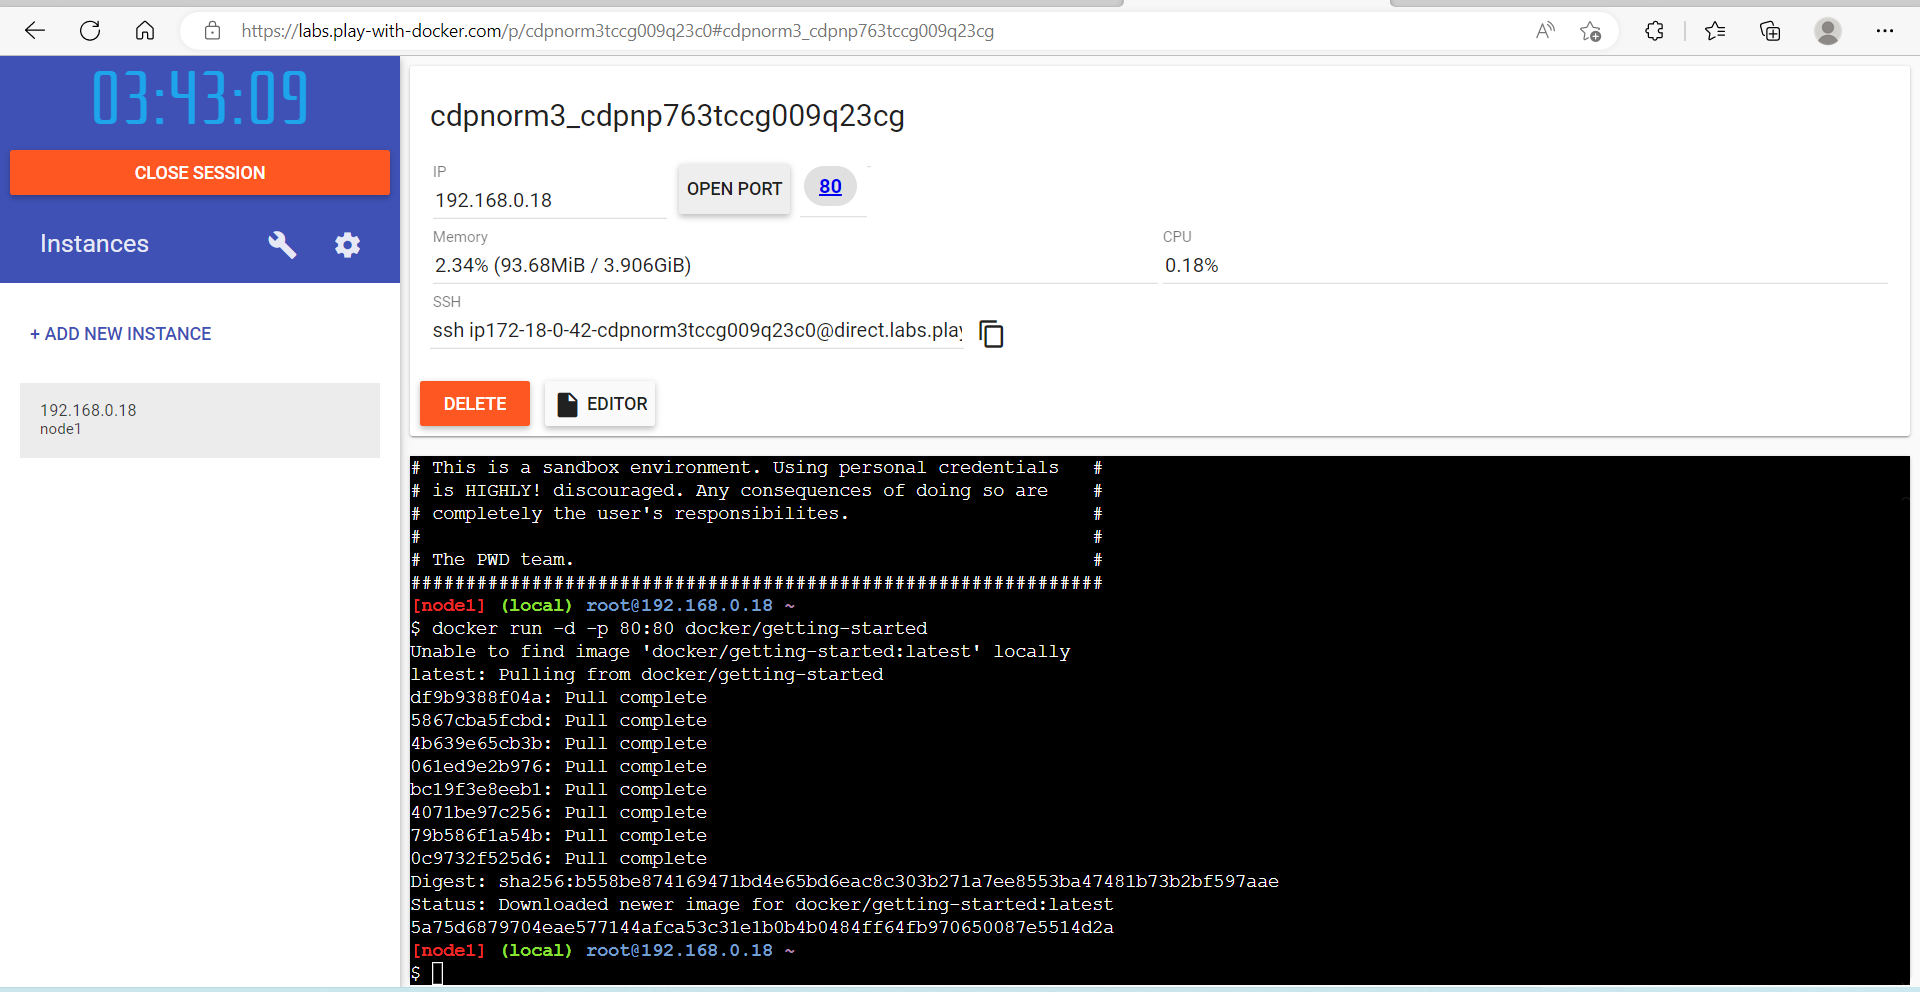 https://labs.play-with-docker.com/p/cdpnorm3tccg009q23c0#cdpnorm3_cdpnp763tccg009q23cg
03:43:09
CLOSE SESSION
Instances
+ ADD NEW INSTANCE
192.168.0.18
node1
cdpnorm3_cdpnp763tccg009q23cg
IP
192.168.0.18
OPEN PORT
80
Memory
2.34% (93.68MiB / 3.906GiB)
CPU
0.18%
SSH
ssh ip172-18-0-42-cdpnorm3tccg009q23c0@direct.labs.play
DELETE
EDITOR
# This is a sandbox environment. Using personal credentials #
# is HIGHLY! discouraged. Any consequences of doing so are #
# completely the user's responsibilites. #
# #
# The PWD team. #
###############################################################
[node1] (local) root@192.168.0.18 ~
$ docker run -d -p 80:80 docker/getting-started
Unable to find image 'docker/getting-started:latest' locally
latest: Pulling from docker/getting-started
df9b9388f04a: Pull complete
5867cba5fcbd: Pull complete
4b639e65cb3b: Pull complete
061ed9e2b976: Pull complete
bc19f3e8eeb1: Pull complete
4071be97c256: Pull complete
79b586f1a54b: Pull complete
0c9732f525d6: Pull complete
Digest: sha256:b558be874169471bd4e65bd6eac8c303b271a7ee8553ba47481b73b2bf597aae
Status: Downloaded newer image for docker/getting-started:latest
5a75d6879704eae577144afca53c31e1b0b4b0484ff64fb970650087e5514d2a
[node1] (local) root@192.168.0.18 ~
$